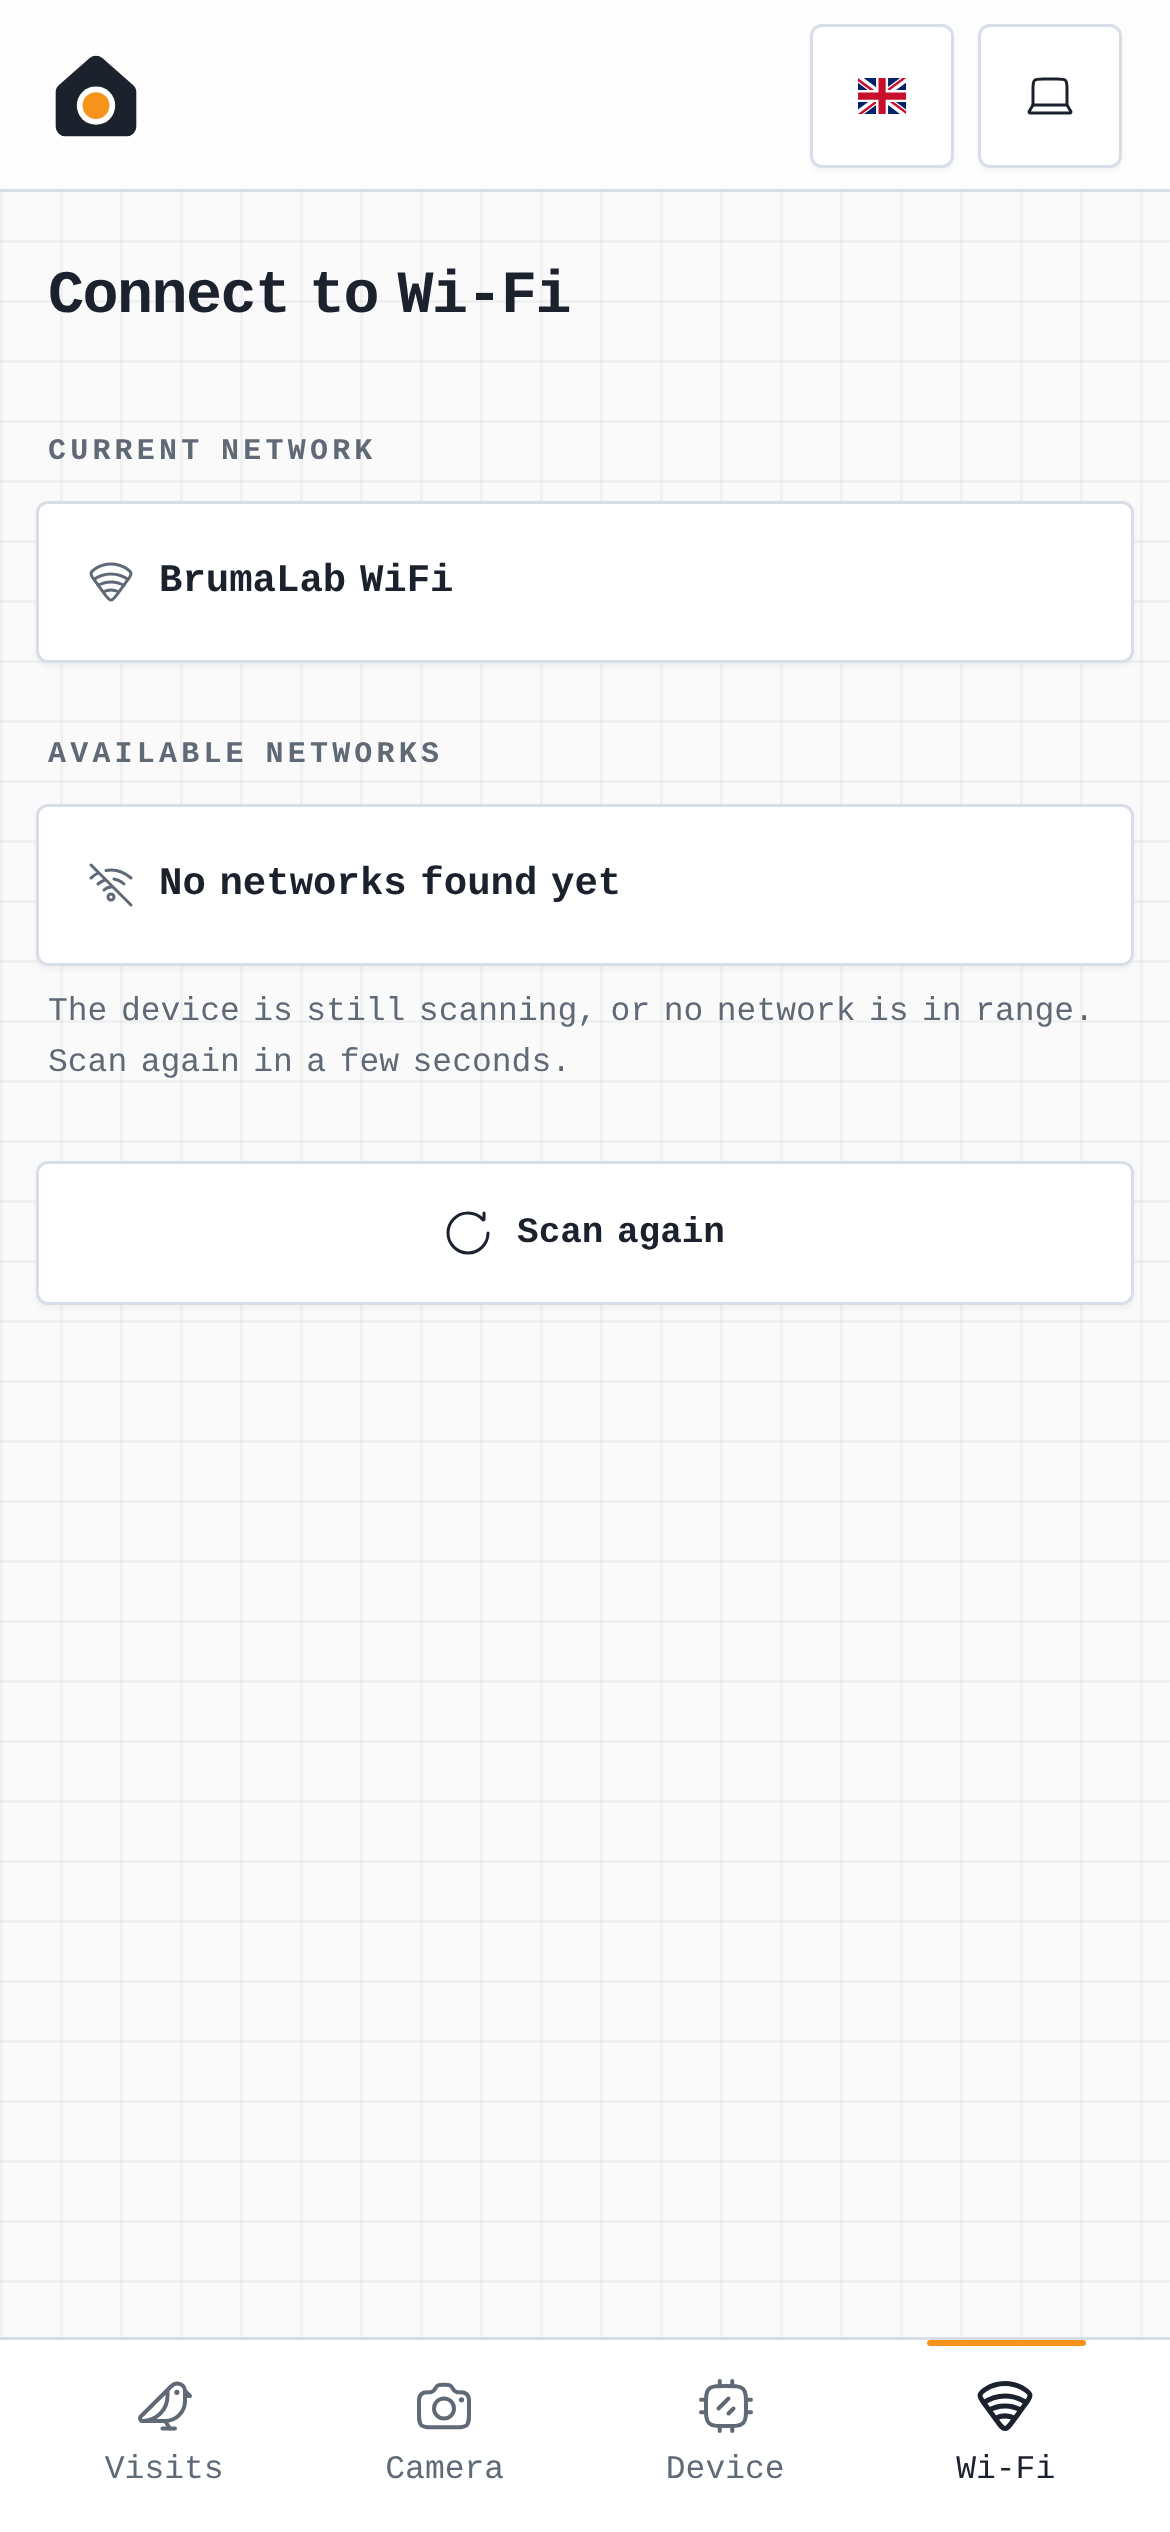 Connect to Wi-Fi
CURRENT NETWORK
BrumaLab WiFi
AVAILABLE NETWORKS
No networks found yet
The device is still scanning, or no network is in range.
Scan again in a few seconds.
Scan again
Visits
Camera
Device
Wi-Fi